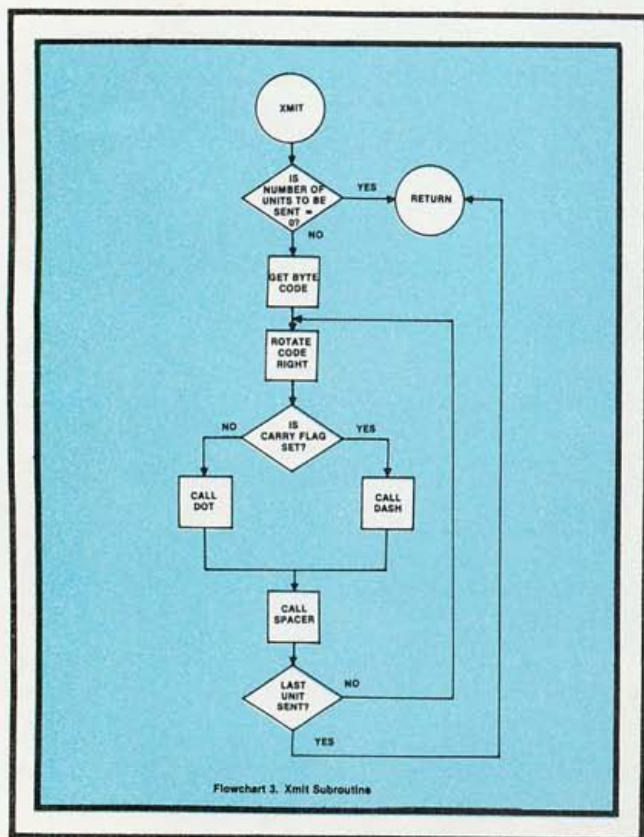 XMIT
IS
NUMBER OF
UNITS TO BE
SENT =
0?
YES
RETURN
NO
GET BYTE
CODE
ROTATE
CODE
RIGHT
NO
IS
CARRY FLAG
SET?
YES
CALL
DOT
CALL
DASH
CALL
SPACER
LAST
UNIT
SENT?
NO
YES
Flowchart 3. Xmit Subroutine